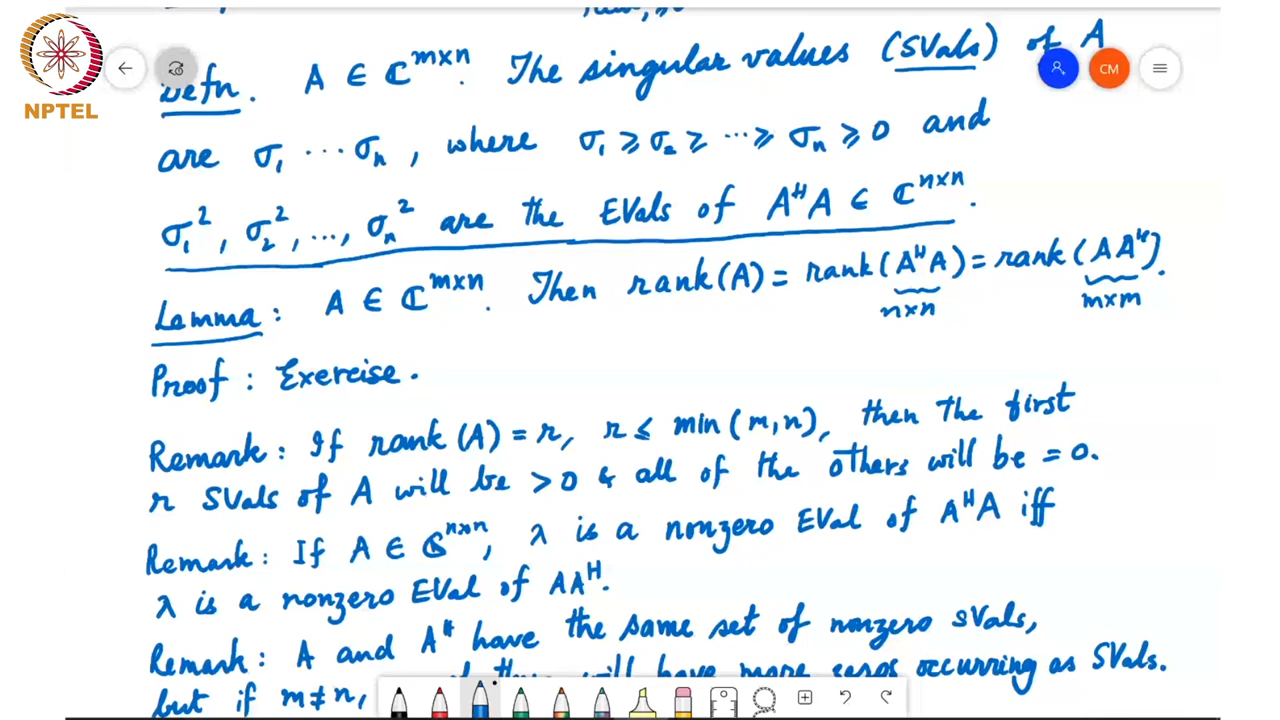 Defn. A ∈ ℂ^{m×n}. The singular values (SVals) of A
are σ₁ ⋯ σₙ, where σ₁ ≥ σ₂ ≥ ⋯ ≥ σₙ ≥ 0 and
σ₁², σ₂², ..., σₙ² are the EVals of A^H A ∈ ℂ^{n×n}.
Lemma: A ∈ ℂ^{m×n}. Then rank(A) = rank(A^H A) = rank(AA^H).
n×n m×m
Proof: Exercise.
Remark: If rank(A) = r, r ≤ min(m,n), then the first
r SVals of A will be >0 & all of the others will be = 0.
Remark: If A ∈ ℂ^{n×n}, λ is a nonzero EVal of A^H A iff
λ is a nonzero EVal of AA^H.
Remark: A and A^H have the same set of nonzero SVals,
but if m ≠ n, of them will have more zeros occurring as SVals.
NPTEL
CM